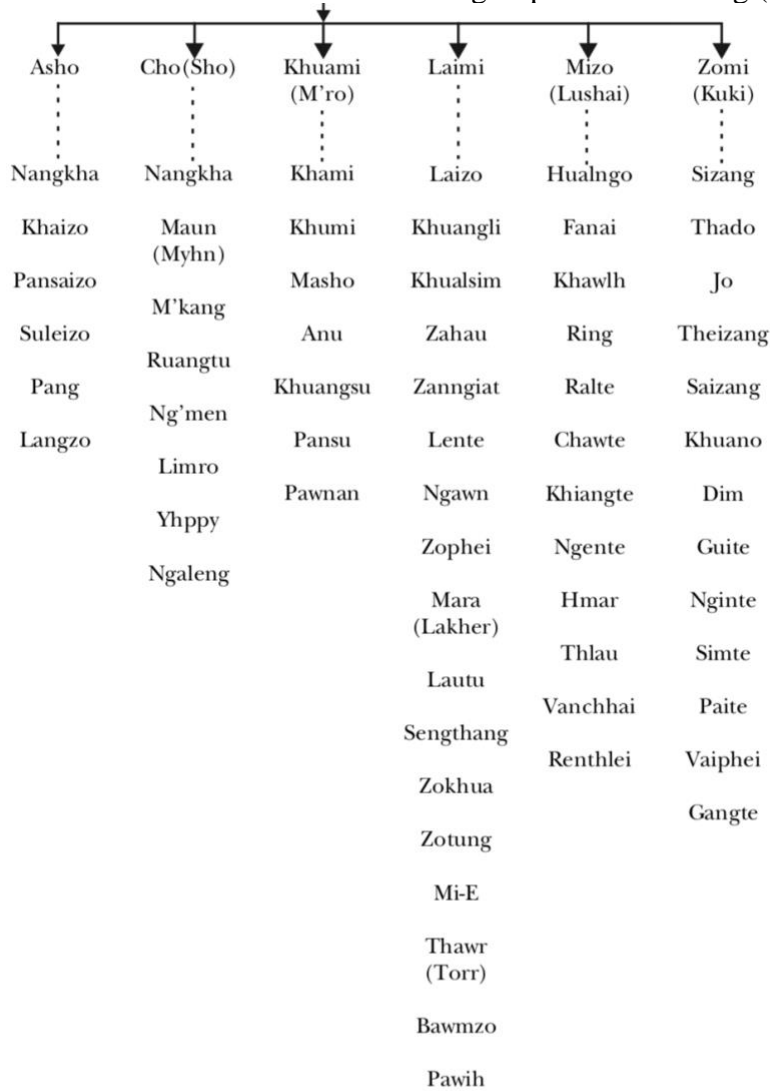 Asho
Nangkha
Khaizo
Pansaizo
Suleizo
Pang
Langzo
Cho(Sho)
Nangkha
Maun
(Myhn)
M'kang
Ruangtu
Ng'men
Limro
Yhppy
Ngaleng
Khuami
(M'ro)
Khami
Khumi
Masho
Anu
Khuangsu
Pansu
Pawnan
Laimi
Laizo
Khuangli
Khualsim
Zahau
Zanngiat
Lente
Ngawn
Zophei
Mara
(Lakher)
Lautu
Sengthang
Zokhua
Zotung
Mi-E
Thawr
(Torr)
Bawmzo
Pawih
Mizo
(Lushai)
Hualngo
Fanai
Khawlh
Ring
Ralte
Chawte
Khiangte
Ngente
Hmar
Thlau
Vanchhai
Renthlei
Zomi
(Kuki)
Sizang
Thado
Jo
Theizang
Saizang
Khuano
Dim
Guite
Nginte
Simte
Paite
Vaiphei
Gangte